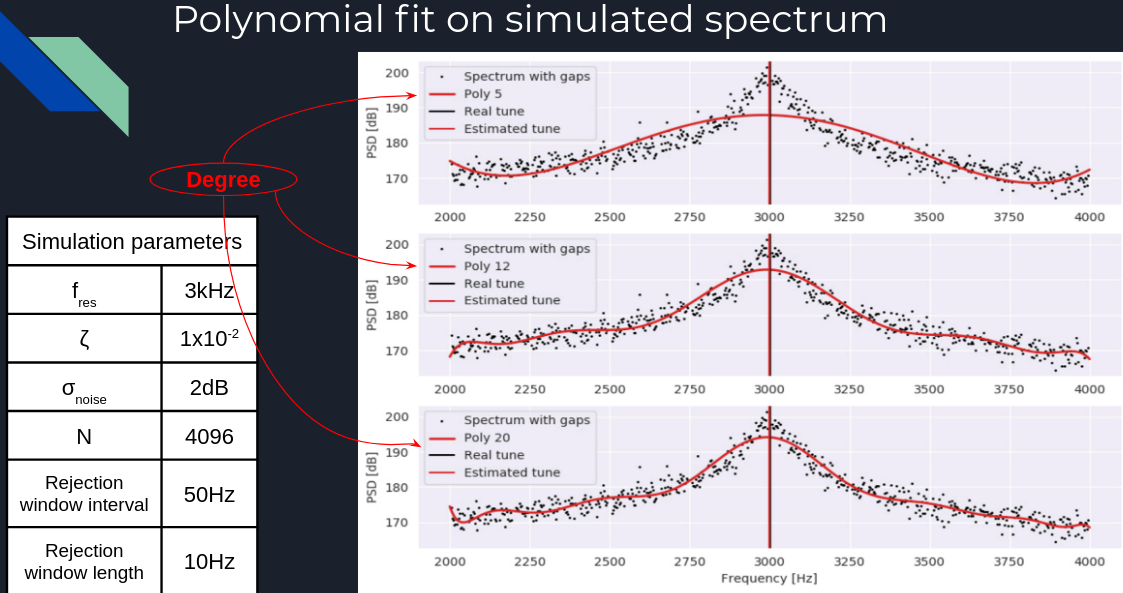 Polynomial fit on simulated spectrum
Degree
Simulation parameters
f_res 3kHz
ζ 1x10^-2
σ_noise 2dB
N 4096
Rejection
window interval
50Hz
Rejection
window length
10Hz
Spectrum with gaps
Poly 5
Real tune
Estimated tune
PSD [dB]
200
190
180
170
2000 2250 2500 2750 3000 3250 3500 3750 4000
Spectrum with gaps
Poly 12
Real tune
Estimated tune
PSD [dB]
200
190
180
170
2000 2250 2500 2750 3000 3250 3500 3750 4000
Spectrum with gaps
Poly 20
Real tune
Estimated tune
PSD [dB]
200
190
180
170
2000 2250 2500 2750 3000 3250 3500 3750 4000
Frequency [Hz]